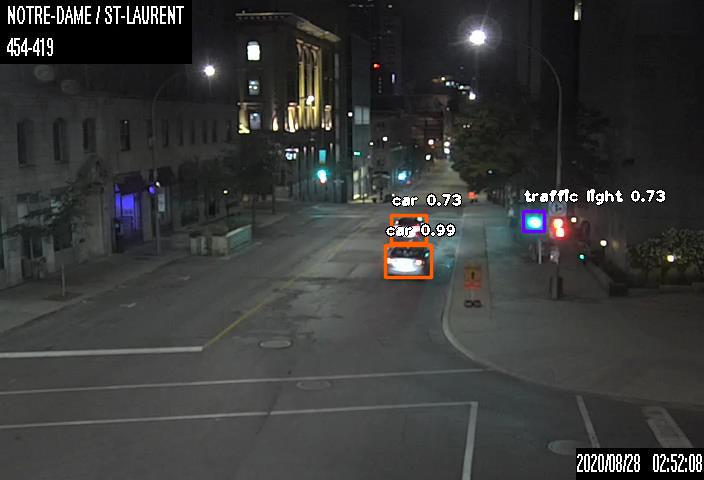 NOTRE-DAME / ST-LAURENT
454-419
car 0.73
traffic light 0.73
car 0.99
2020/08/28 02:52:08